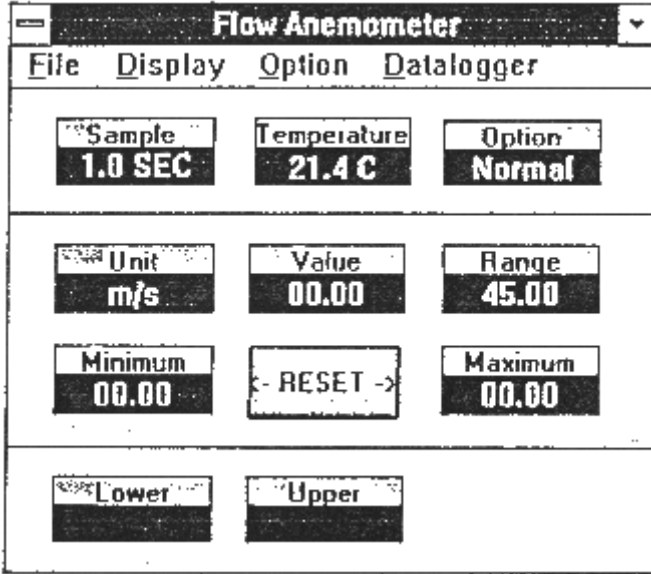 Flow Anemometer
File Display Option Datalogger
Sample Temperature Option
1.0 SEC 21.4 C Normal
Unit Value Range
m/s 00.00 45.00
Minimum Maximum
00.00 <- RESET -> 00.00
Lower Upper